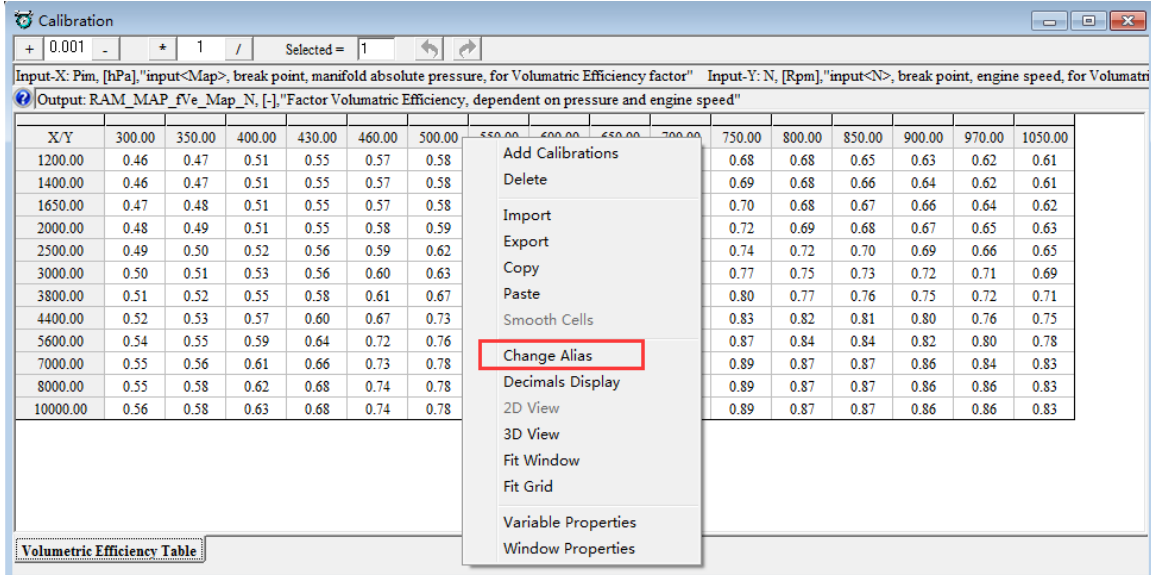 Calibration
+ 0.001 - * 1 / Selected = 1
Input-X: Pim, [hPa],"input<Map>, break point, manifold absolute pressure, for Volumatric Efficiency factor" Input-Y: N, [Rpm],"input<N>, break point, engine speed, for Volumatri
Output: RAM_MAP_fVe_Map_N, [-],"Factor Volumatric Efficiency, dependent on pressure and engine speed"
X/Y 300.00 350.00 400.00 430.00 460.00 500.00 550.00 600.00 650.00 700.00 750.00 800.00 850.00 900.00 970.00 1050.00
1200.00 0.46 0.47 0.51 0.55 0.57 0.58 0.68 0.68 0.65 0.63 0.62 0.61
1400.00 0.46 0.47 0.51 0.55 0.57 0.58 0.69 0.68 0.66 0.64 0.62 0.61
1650.00 0.47 0.48 0.51 0.55 0.57 0.58 0.70 0.68 0.67 0.66 0.64 0.62
2000.00 0.48 0.49 0.51 0.55 0.58 0.59 0.72 0.69 0.68 0.67 0.65 0.63
2500.00 0.49 0.50 0.52 0.56 0.59 0.62 0.74 0.72 0.70 0.69 0.66 0.65
3000.00 0.50 0.51 0.53 0.56 0.60 0.63 0.77 0.75 0.73 0.72 0.71 0.69
3800.00 0.51 0.52 0.55 0.58 0.61 0.67 0.80 0.77 0.76 0.75 0.72 0.71
4400.00 0.52 0.53 0.57 0.60 0.67 0.73 0.83 0.82 0.81 0.80 0.76 0.75
5600.00 0.54 0.55 0.59 0.64 0.72 0.76 0.87 0.84 0.84 0.82 0.80 0.78
7000.00 0.55 0.56 0.61 0.66 0.73 0.78 0.89 0.87 0.87 0.86 0.84 0.83
8000.00 0.55 0.58 0.62 0.68 0.74 0.78 0.89 0.87 0.87 0.86 0.86 0.83
10000.00 0.56 0.58 0.63 0.68 0.74 0.78 0.89 0.87 0.87 0.86 0.86 0.83
Add Calibrations
Delete
Import
Export
Copy
Paste
Smooth Cells
Change Alias
Decimals Display
2D View
3D View
Fit Window
Fit Grid
Variable Properties
Window Properties
Volumetric Efficiency Table